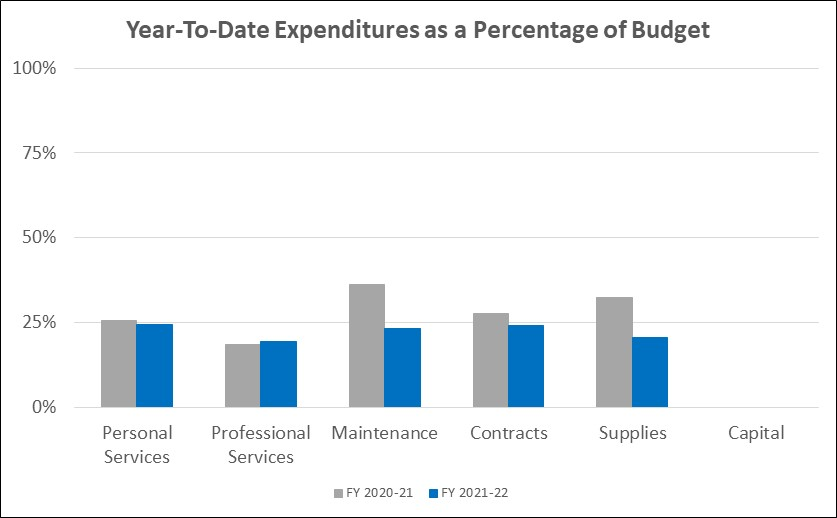 Year-To-Date Expenditures as a Percentage of Budget
100%
75%
50%
25%
0%
Personal Services
Professional Services
Maintenance
Contracts
Supplies
Capital
FY 2020-21
FY 2021-22